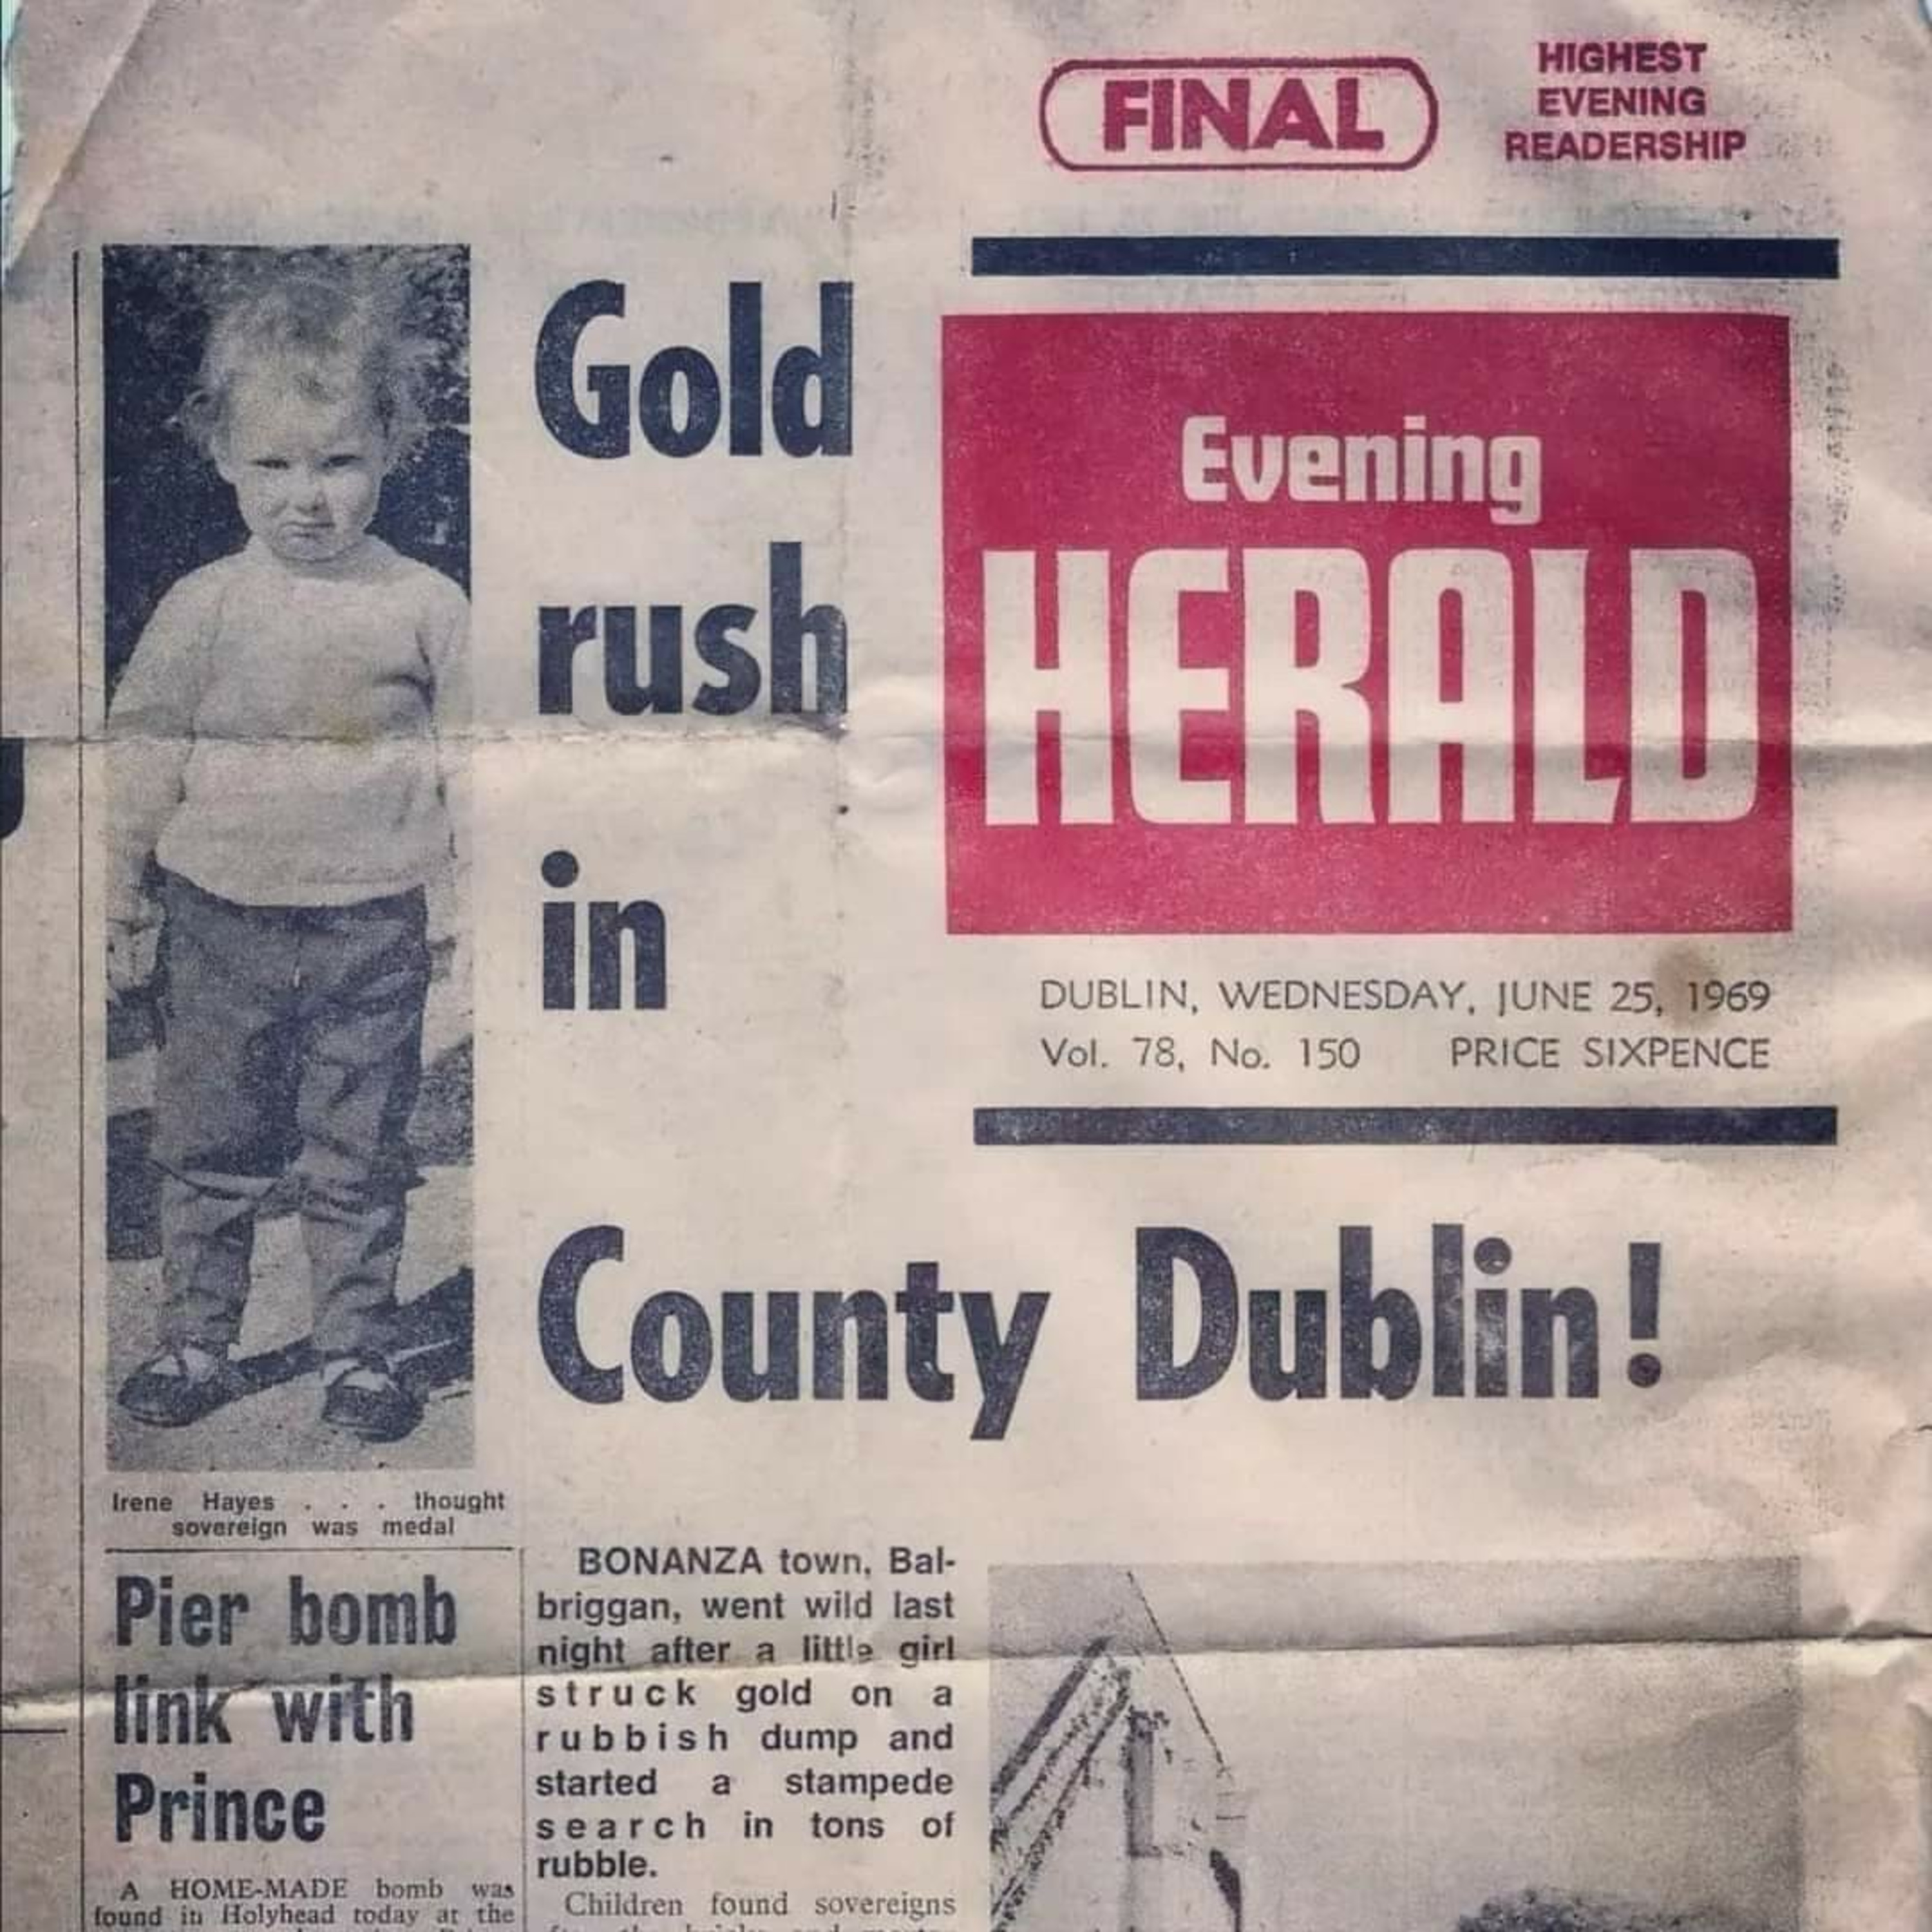 FINAL
HIGHEST
EVENING
READERSHIP
Evening
HERALD
DUBLIN, WEDNESDAY, JUNE 25, 1969
Vol. 78, No. 150 PRICE SIXPENCE
Gold
rush
in
County Dublin!
Irene Hayes . . . thought
sovereign was medal
Pier bomb
link with
Prince
A HOME-MADE bomb was
found in Holyhead today at the
BONANZA town, Bal-
briggan, went wild last
night after a little girl
struck gold on a
rubbish dump and
started a stampede
search in tons of
rubble.
Children found sovereigns